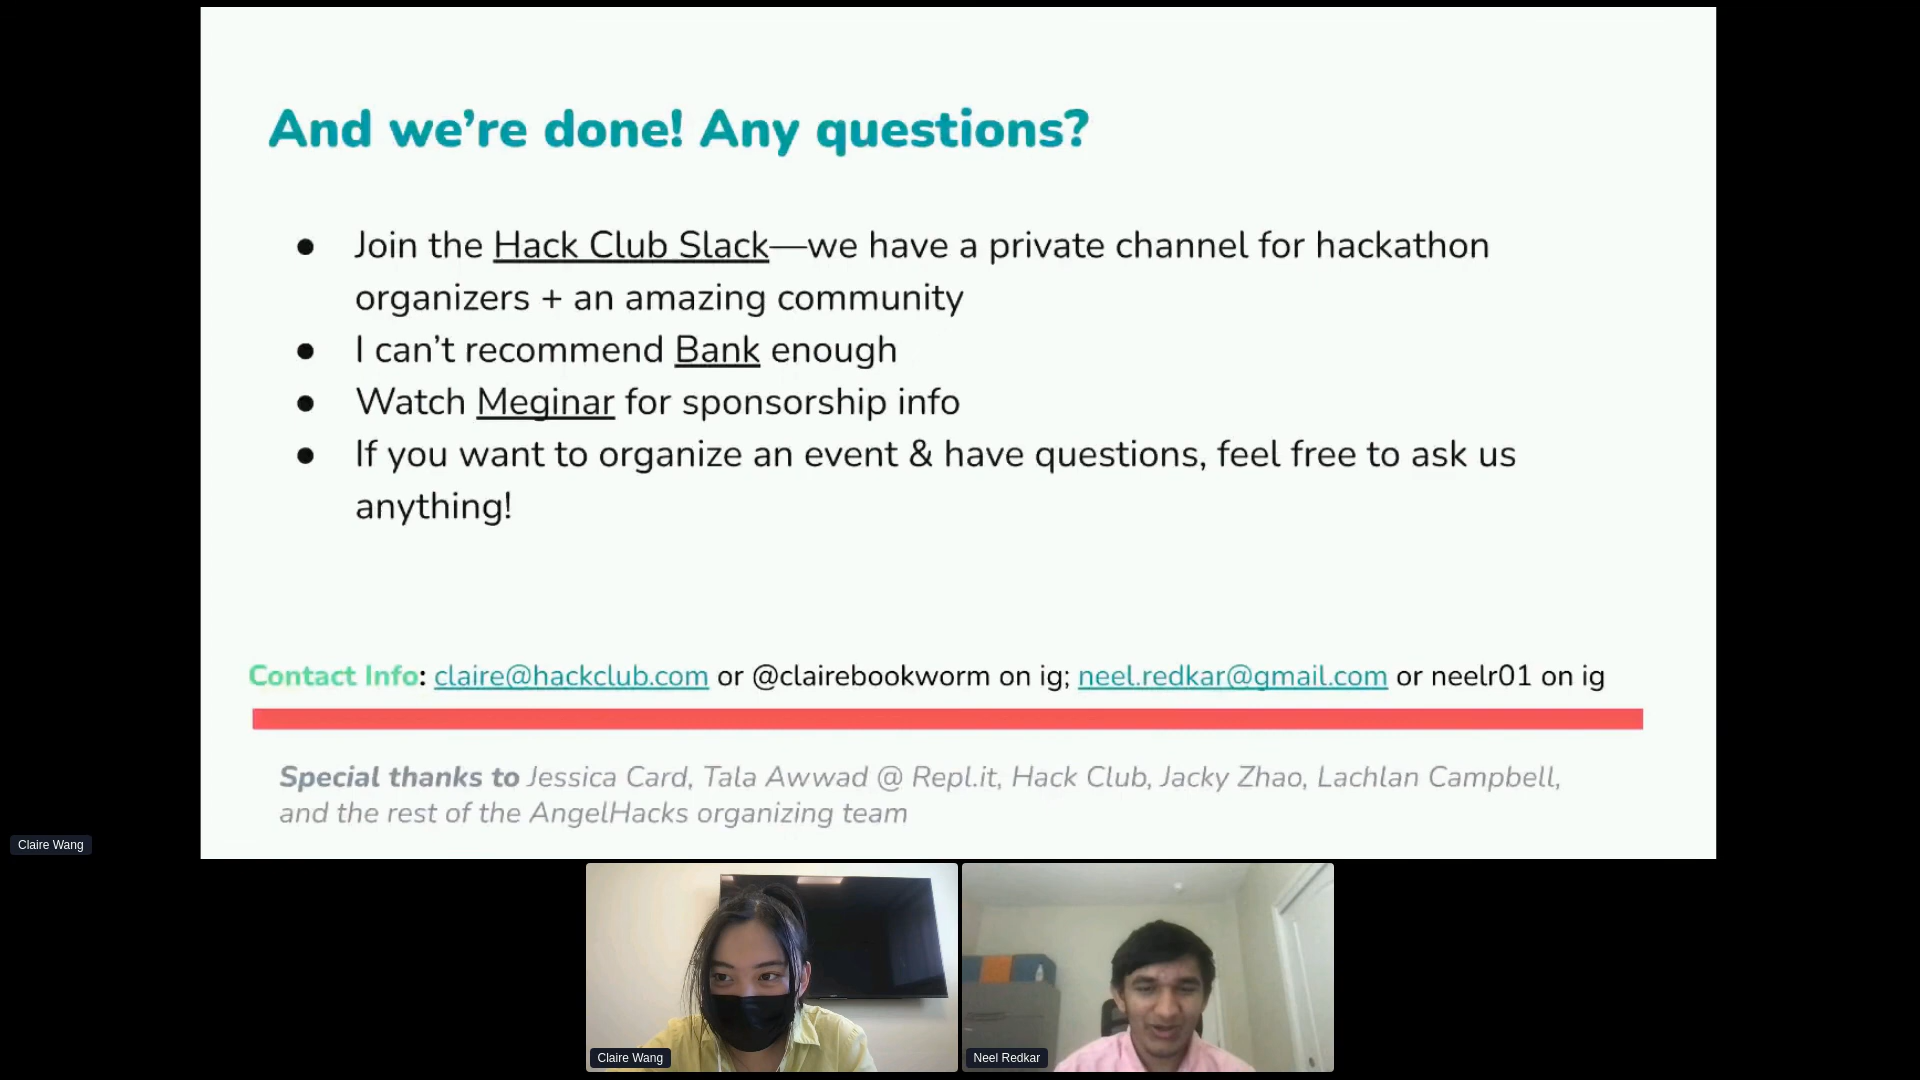 And we’re done! Any questions?
● Join the Hack Club Slack—we have a private channel for hackathon
organizers + an amazing community
● I can’t recommend Bank enough
● Watch Meginar for sponsorship info
● If you want to organize an event & have questions, feel free to ask us
anything!
Contact Info: claire@hackclub.com or @clairebookworm on ig; neel.redkar@gmail.com or neelr01 on ig
Special thanks to Jessica Card, Tala Awwad @ Repl.it, Hack Club, Jacky Zhao, Lachlan Campbell,
and the rest of the AngelHacks organizing team
Claire Wang
Claire Wang
Neel Redkar